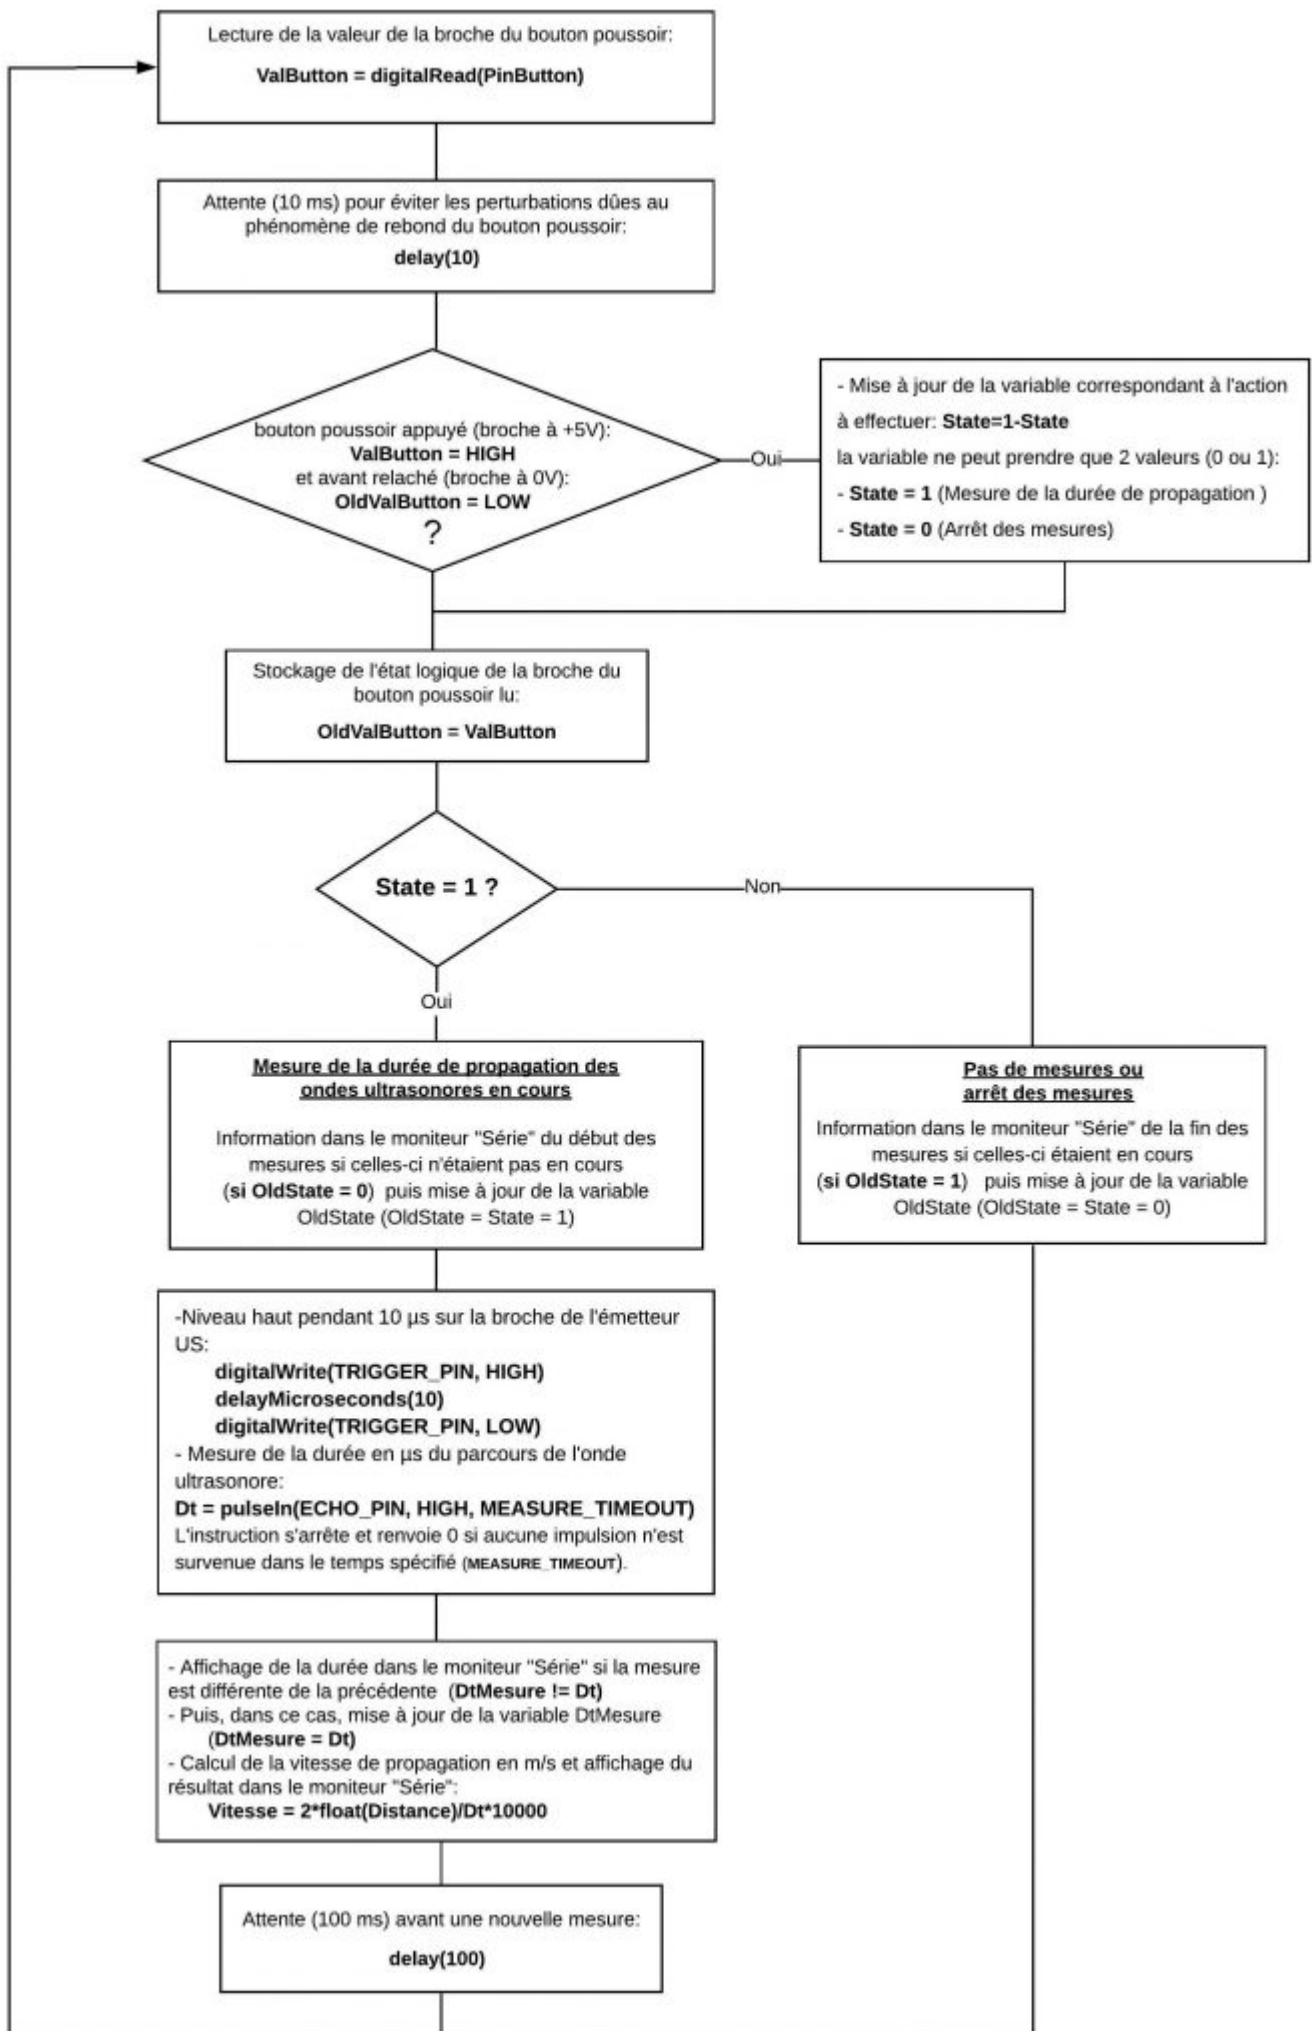 Lecture de la valeur de la broche du bouton poussoir:
ValButton = digitalRead(PinButton)
Attente (10 ms) pour éviter les perturbations dûes au
phénomène de rebond du bouton poussoir:
delay(10)
bouton poussoir appuyé (broche à +5V):
ValButton = HIGH
et avant relaché (broche à 0V):
OldValButton = LOW
?
Oui
- Mise à jour de la variable correspondant à l'action
à effectuer: State=1-State
la variable ne peut prendre que 2 valeurs (0 ou 1):
- State = 1 (Mesure de la durée de propagation )
- State = 0 (Arrêt des mesures)
Stockage de l'état logique de la broche du
bouton poussoir lu:
OldValButton = ValButton
State = 1 ?
Non
Oui
Mesure de la durée de propagation des
ondes ultrasonores en cours
Information dans le moniteur "Série" du début des
mesures si celles-ci n'étaient pas en cours
(si OldState = 0) puis mise à jour de la variable
OldState (OldState = State = 1)
Pas de mesures ou
arrêt des mesures
Information dans le moniteur "Série" de la fin des
mesures si celles-ci étaient en cours
(si OldState = 1) puis mise à jour de la variable
OldState (OldState = State = 0)
-Niveau haut pendant 10 µs sur la broche de l'émetteur
US:
digitalWrite(TRIGGER_PIN, HIGH)
delayMicroseconds(10)
digitalWrite(TRIGGER_PIN, LOW)
- Mesure de la durée en µs du parcours de l'onde
ultrasonore:
Dt = pulseIn(ECHO_PIN, HIGH, MEASURE_TIMEOUT)
L'instruction s'arrête et renvoie 0 si aucune impulsion n'est
survenue dans le temps spécifié (MEASURE_TIMEOUT).
- Affichage de la durée dans le moniteur "Série" si la mesure
est différente de la précédente (DtMesure != Dt)
- Puis, dans ce cas, mise à jour de la variable DtMesure
(DtMesure = Dt)
- Calcul de la vitesse de propagation en m/s et affichage du
résultat dans le moniteur "Série":
Vitesse = 2*float(Distance)/Dt*10000
Attente (100 ms) avant une nouvelle mesure:
delay(100)